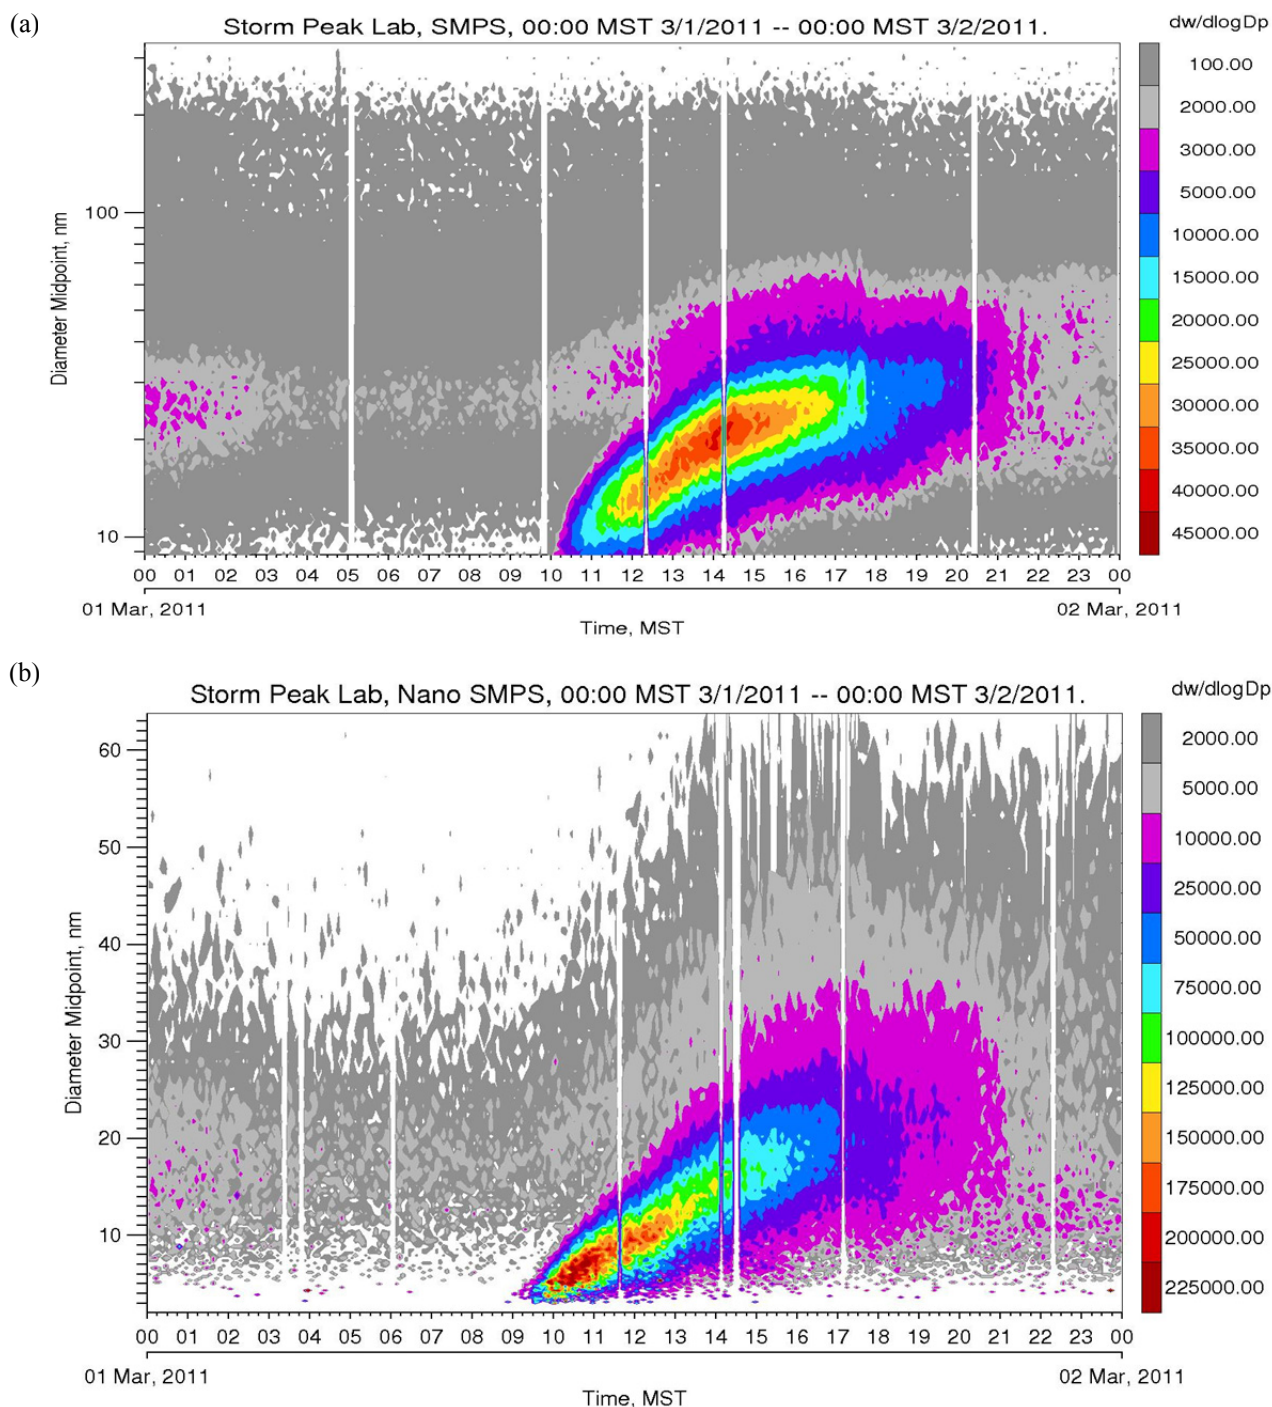 (a)
Storm Peak Lab, SMPS, 00:00 MST 3/1/2011 -- 00:00 MST 3/2/2011.
dw/dlogDp
100.00
2000.00
3000.00
5000.00
10000.00
15000.00
20000.00
25000.00
30000.00
35000.00
40000.00
45000.00
Diameter Midpoint, nm
100
10
00 01 02 03 04 05 06 07 08 09 10 11 12 13 14 15 16 17 18 19 20 21 22 23 00
01 Mar, 2011 02 Mar, 2011
Time, MST
(b)
Storm Peak Lab, Nano SMPS, 00:00 MST 3/1/2011 -- 00:00 MST 3/2/2011.
dw/dlogDp
2000.00
5000.00
10000.00
25000.00
50000.00
75000.00
100000.00
125000.00
150000.00
175000.00
200000.00
225000.00
Diameter Midpoint, nm
60
50
40
30
20
10
00 01 02 03 04 05 06 07 08 09 10 11 12 13 14 15 16 17 18 19 20 21 22 23 00
01 Mar, 2011 02 Mar, 2011
Time, MST